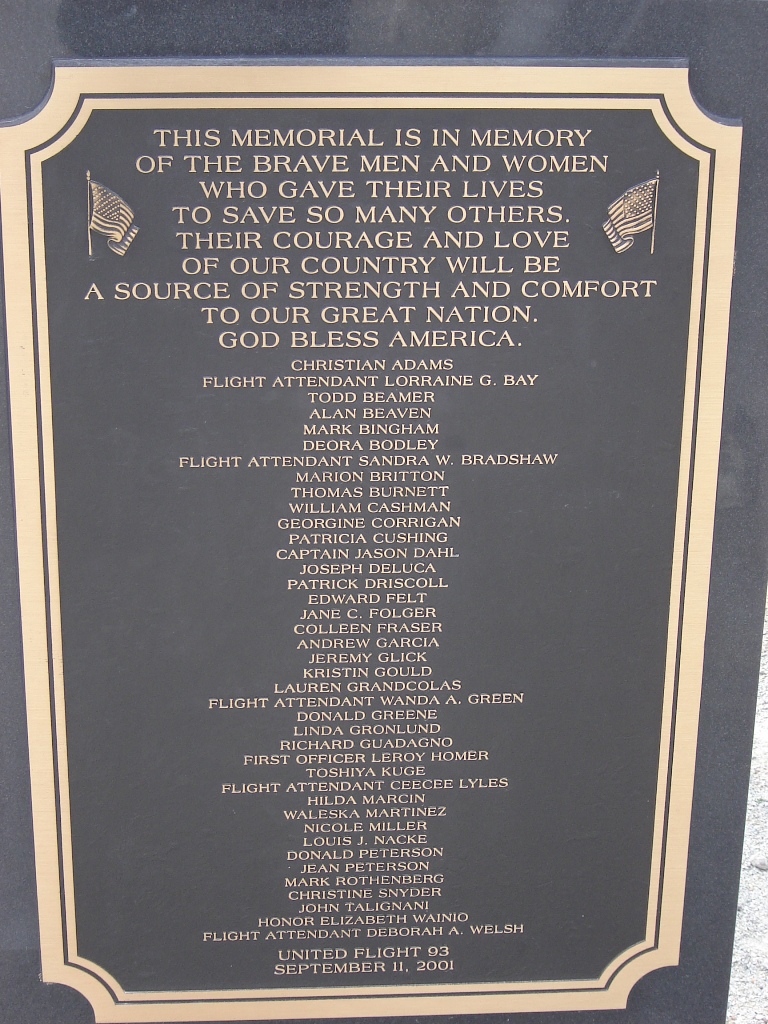 THIS MEMORIAL IS IN MEMORY
OF THE BRAVE MEN AND WOMEN
WHO GAVE THEIR LIVES
TO SAVE SO MANY OTHERS.
THEIR COURAGE AND LOVE
OF OUR COUNTRY WILL BE
A SOURCE OF STRENGTH AND COMFORT
TO OUR GREAT NATION.
GOD BLESS AMERICA.
CHRISTIAN ADAMS
FLIGHT ATTENDANT LORRAINE G. BAY
TODD BEAMER
ALAN BEAVEN
MARK BINGHAM
DEORA BODLEY
FLIGHT ATTENDANT SANDRA W. BRADSHAW
MARION BRITTON
THOMAS BURNETT
WILLIAM CASHMAN
GEORGINE CORRIGAN
PATRICIA CUSHING
CAPTAIN JASON DAHL
JOSEPH DELUCA
PATRICK DRISCOLL
EDWARD FELT
JANE C. FOLGER
COLLEEN FRASER
ANDREW GARCIA
JEREMY GLICK
KRISTIN GOULD
LAUREN GRANDCOLAS
FLIGHT ATTENDANT WANDA A. GREEN
DONALD GREENE
LINDA GRONLUND
RICHARD GUADAGNO
FIRST OFFICER LEROY HOMER
TOSHIYA KUGE
FLIGHT ATTENDANT CEECEE LYLES
HILDA MARCIN
WALESKA MARTINEZ
NICOLE MILLER
LOUIS J. NACKE
DONALD PETERSON
JEAN PETERSON
MARK ROTHENBERG
CHRISTINE SNYDER
JOHN TALIGNANI
HONOR ELIZABETH WAINIO
FLIGHT ATTENDANT DEBORAH A. WELSH
UNITED FLIGHT 93
SEPTEMBER 11, 2001